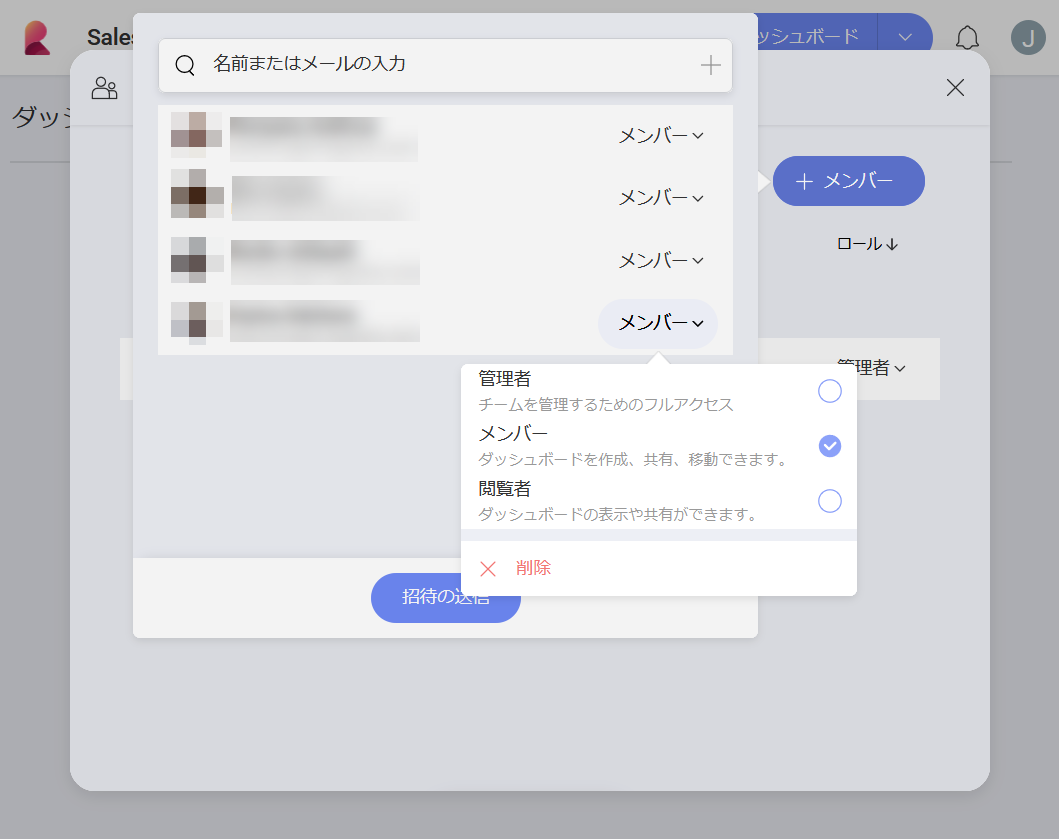 Sales
ッシュボード
J
ダッシ
名前またはメールの入力
メンバー
メンバー
メンバー
メンバー
+ メンバー
ロール↓
管理者
管理者
チームを管理するためのフルアクセス
メンバー
ダッシュボードを作成、共有、移動できます。
閲覧者
ダッシュボードの表示や共有ができます。
削除
招待の送信